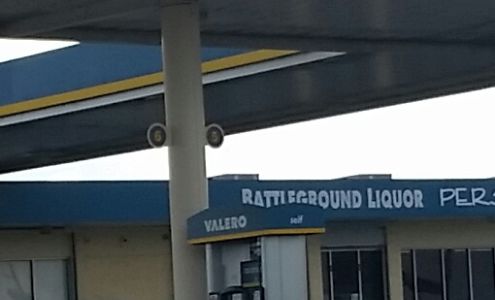 6 5
BATTLEGROUND LIQUOR PERS
VALERO self